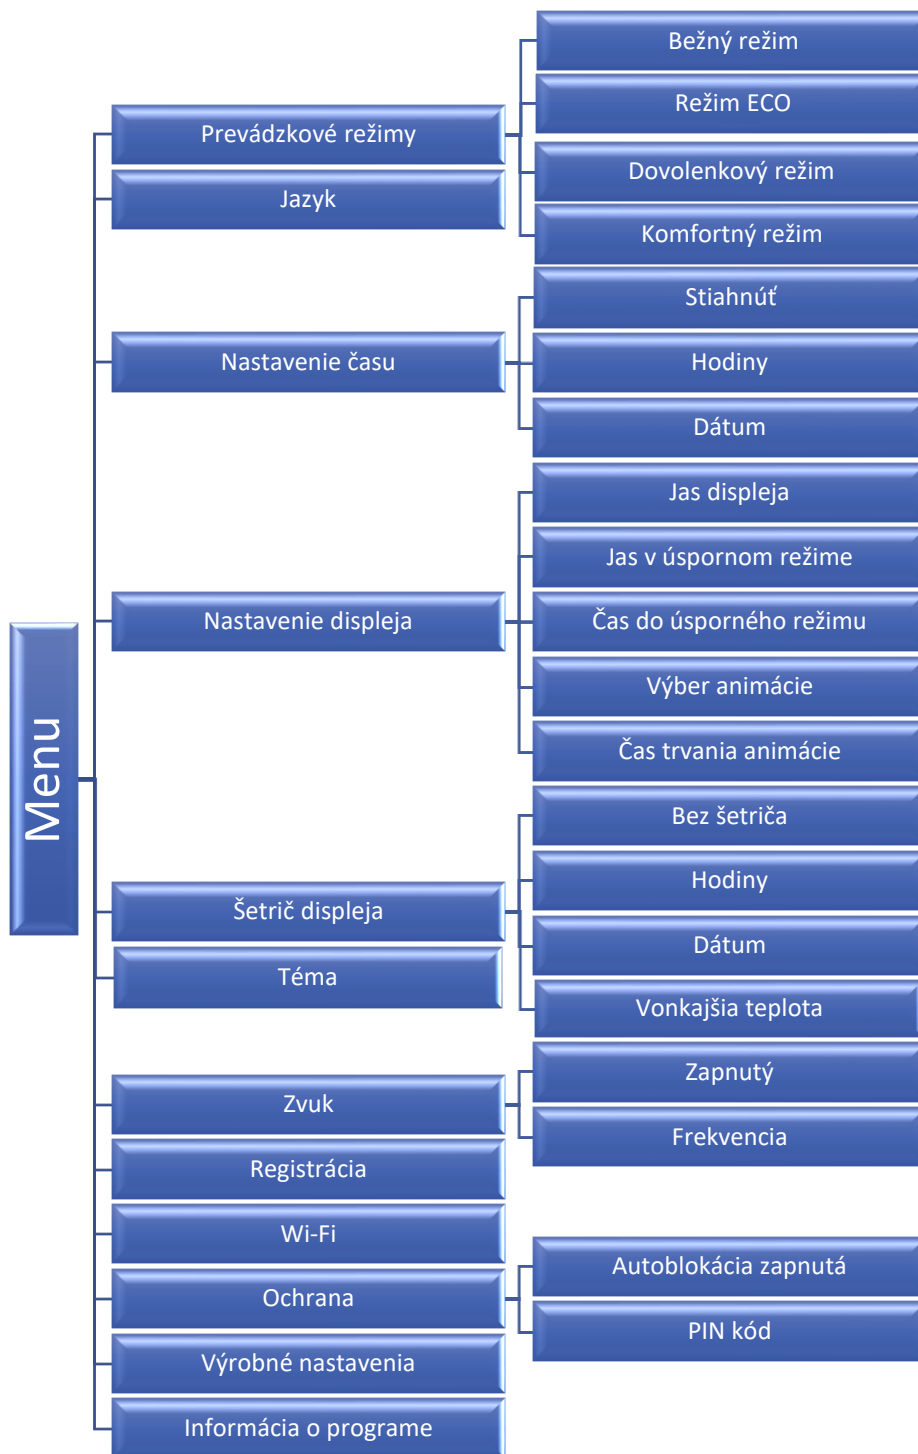 Menu
Prevádzkové režimy
Bežný režim
Režim ECO
Dovolenkový režim
Komfortný režim
Jazyk
Nastavenie času
Stiahnúť
Hodiny
Dátum
Nastavenie displeja
Jas displeja
Jas v úspornom režime
Čas do úsporného režimu
Výber animácie
Čas trvania animácie
Šetrič displeja
Bez šetriča
Hodiny
Dátum
Vonkajšia teplota
Téma
Zvuk
Zapnutý
Frekvencia
Registrácia
Wi-Fi
Ochrana
Autoblokácia zapnutá
PIN kód
Výrobné nastavenia
Informácia o programe